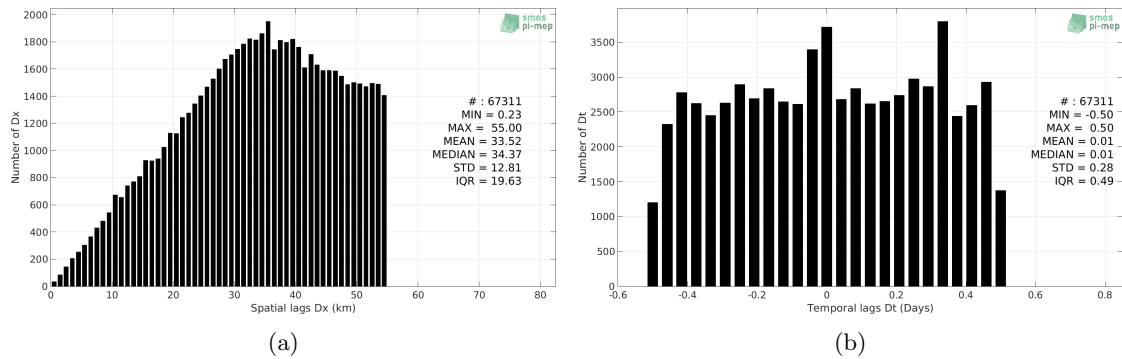 smos
pi-mep
2000
1800
1600
1400
1200
1000
800
600
400
200
0
Number of Dx
# : 67311
MIN = 0.23
MAX = 55.00
MEAN = 33.52
MEDIAN = 34.37
STD = 12.81
IQR = 19.63
0 10 20 30 40 50 60 70 80
Spatial lags Dx (km)
(a)
smos
pi-mep
3500
3000
2500
2000
1500
1000
500
0
Number of Dt
# : 67311
MIN = -0.50
MAX = 0.50
MEAN = 0.01
MEDIAN = 0.01
STD = 0.28
IQR = 0.49
-0.6 -0.4 -0.2 0 0.2 0.4 0.6 0.8
Temporal lags Dt (Days)
(b)